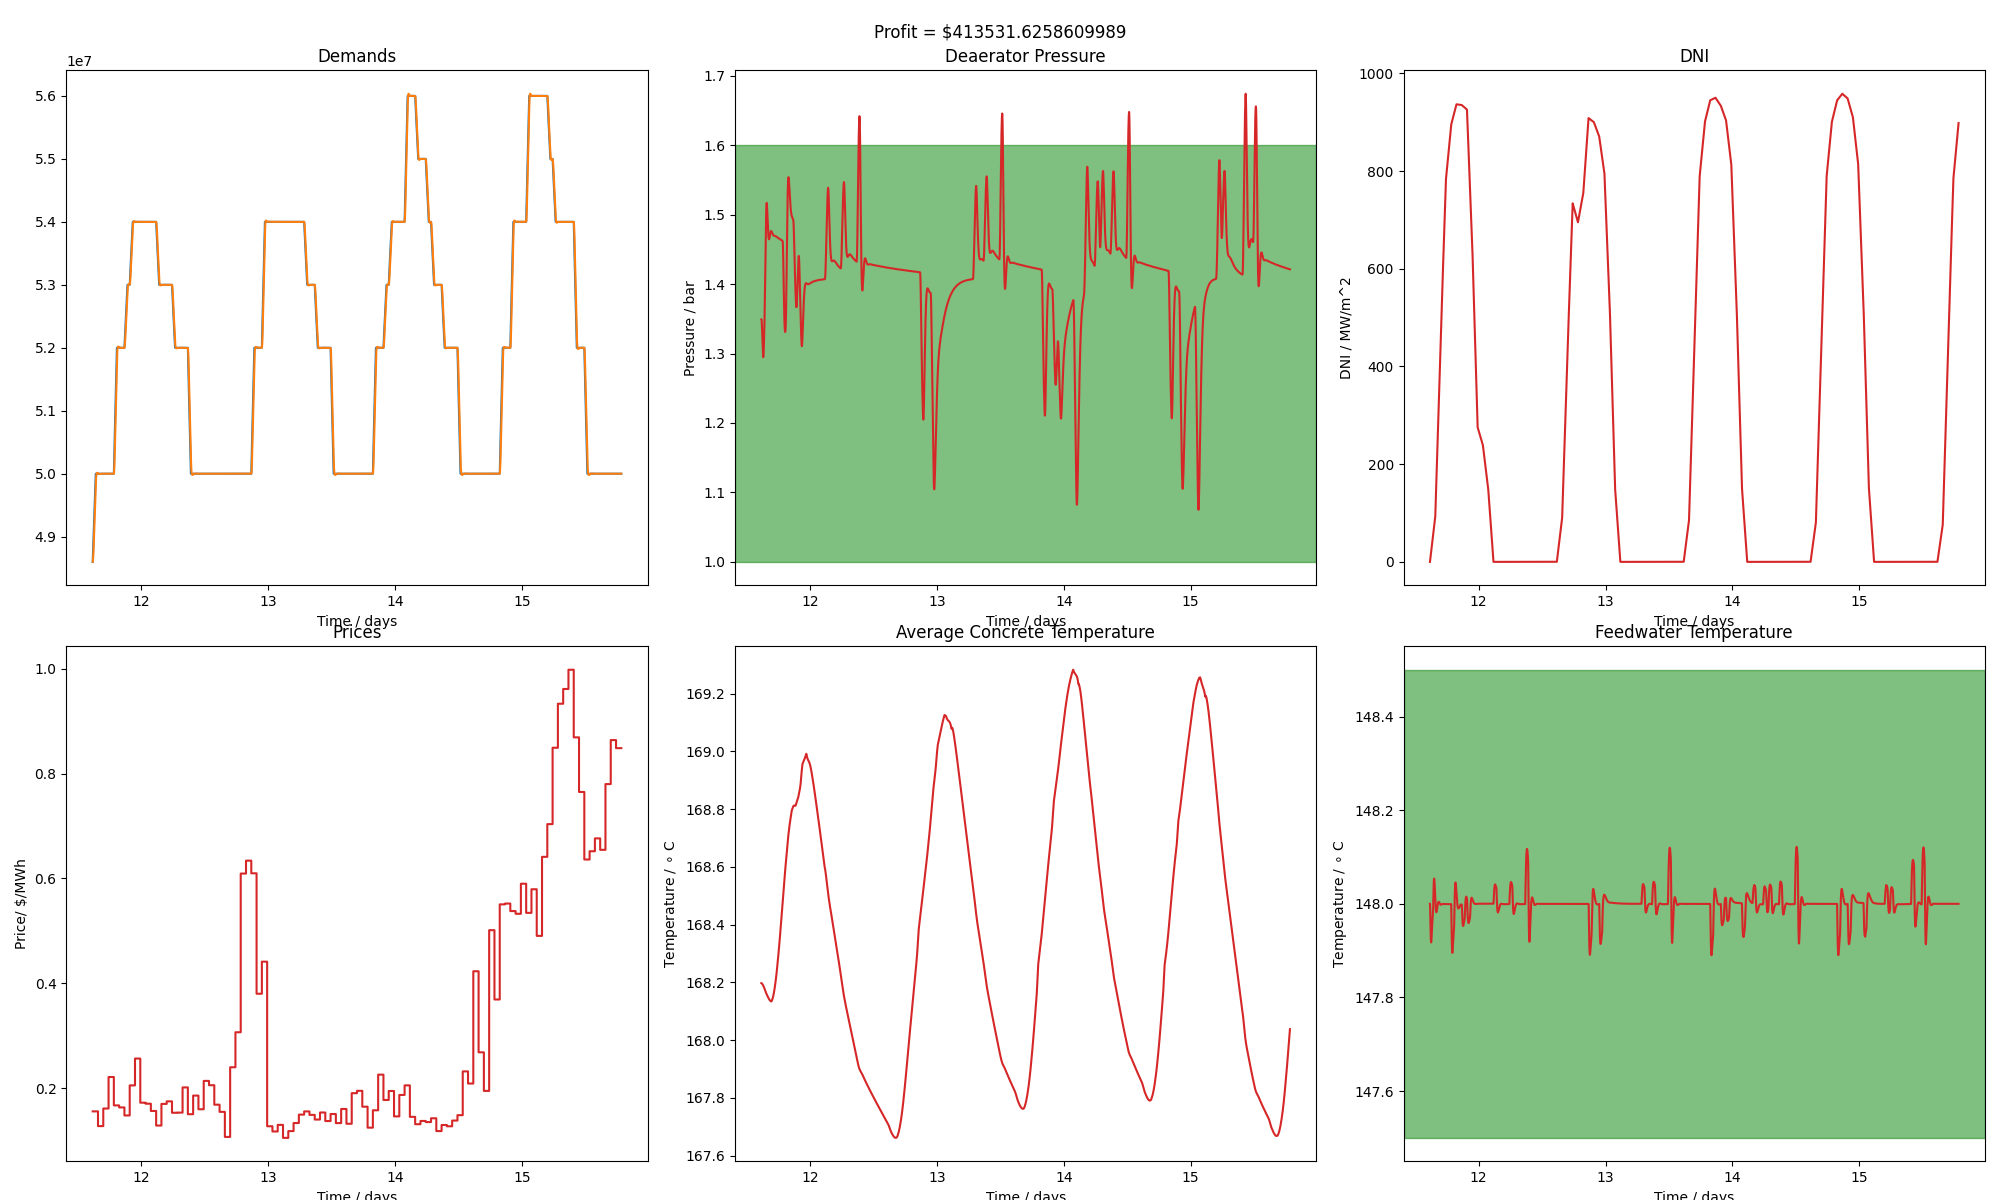 Profit = $413531.6258609989
Demands
1e7
5.6
5.5
5.4
5.3
5.2
5.1
5.0
4.9
12 13 14 15
Time / days
Deaerator Pressure
Pressure / bar
1.7
1.6
1.5
1.4
1.3
1.2
1.1
1.0
12 13 14 15
Time / days
DNI
DNI / MW/m^2
1000
800
600
400
200
0
12 13 14 15
Time / days
Prices
Price/ $/MWh
1.0
0.8
0.6
0.4
0.2
12 13 14 15
Time / days
Average Concrete Temperature
Temperature / ∘ C
169.2
169.0
168.8
168.6
168.4
168.2
168.0
167.8
167.6
12 13 14 15
Time / days
Feedwater Temperature
Temperature / ∘ C
148.4
148.2
148.0
147.8
147.6
12 13 14 15
Time / days